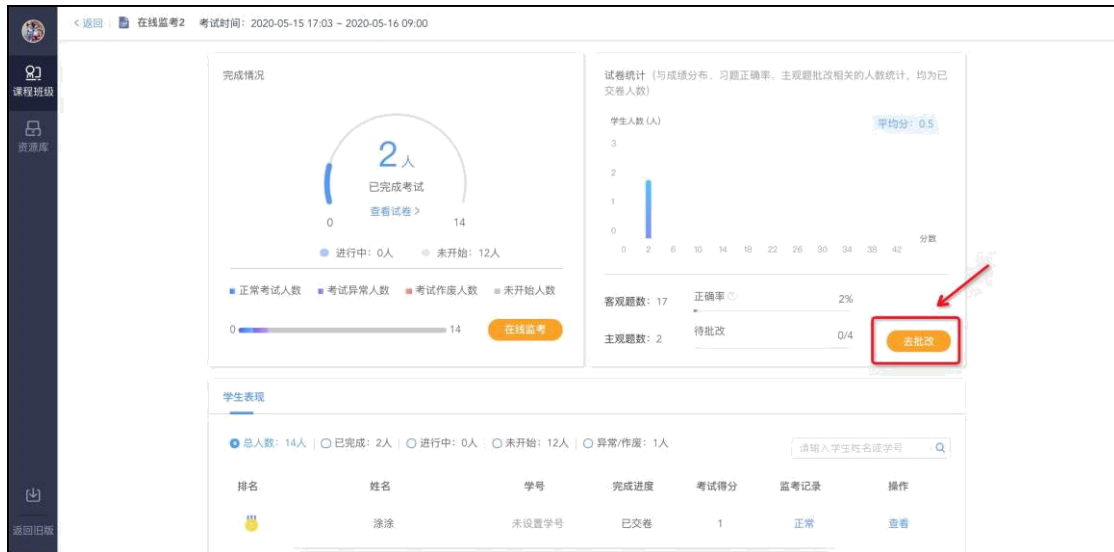 <返回 在线监考2 考试时间：2020-05-15 17:03 ~ 2020-05-16 09:00
课程班级
资源库
返回旧版
完成情况
2人
已完成考试
查看试卷 >
0 14
进行中：0人 未开始：12人
正常考试人数 考试异常人数 考试作废人数 未开始人数
0 14 在线监考
试卷统计（与成绩分布、习题正确率、主观题批改相关的人数统计，均为已
交卷人数）
学生人数 (人) 平均分：0.5
3
2
1
0
0 2 6 10 14 18 22 26 30 34 38 42 分数
客观题数：17 正确率 2%
主观题数：2 待批改 0/4 去批改
学生表现
总人数：14人 已完成：2人 进行中：0人 未开始：12人 异常/作废：1人 请输入学生姓名或学号
排名 姓名 学号 完成进度 考试得分 监考记录 操作
涂涂 未设置学号 已交卷 1 正常 查看